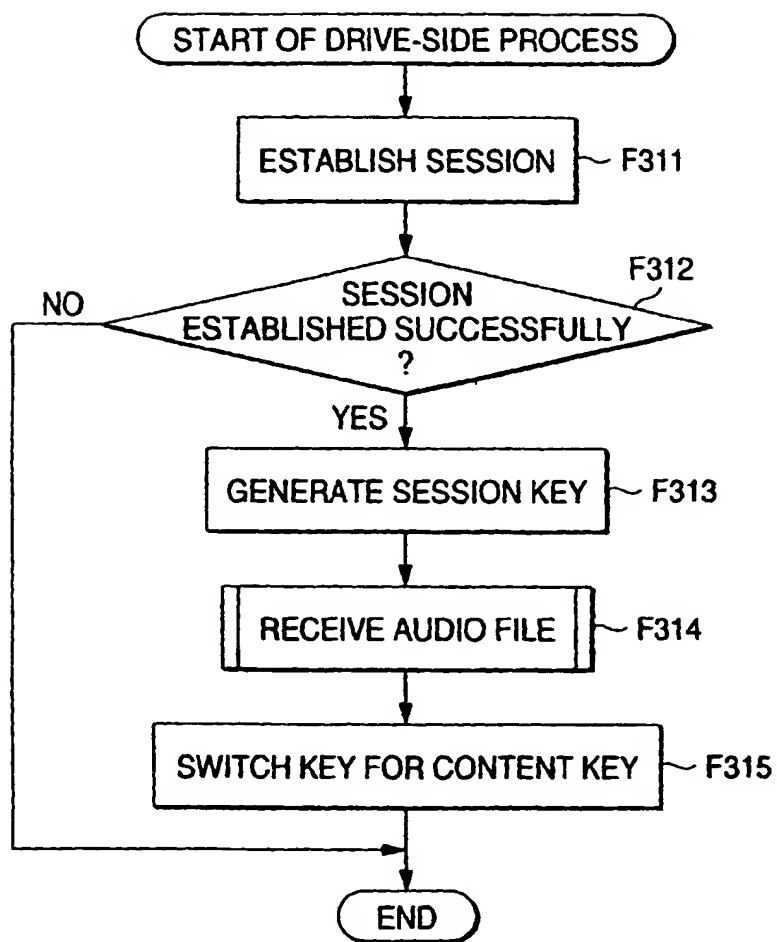 START OF DRIVE-SIDE PROCESS
ESTABLISH SESSION
F311
F312
SESSION
ESTABLISHED SUCCESSFULLY
?
NO
YES
GENERATE SESSION KEY
F313
RECEIVE AUDIO FILE
F314
SWITCH KEY FOR CONTENT KEY
F315
END